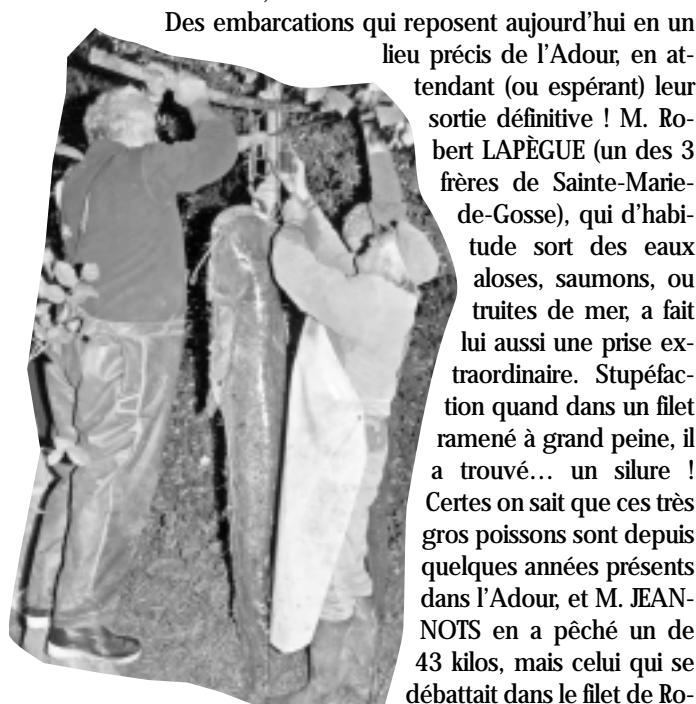 Des embarcations qui reposent aujourd’hui en un
lieu précis de l’Adour, en at-
tendant (ou espérant) leur
sortie définitive ! M. Ro-
bert LAPÈGUE (un des 3
frères de Sainte-Marie-
de-Gosse), qui d’habi-
tude sort des eaux
aloses, saumons, ou
truites de mer, a fait
lui aussi une prise ex-
traordinaire. Stupéfac-
tion quand dans un filet
ramené à grand peine, il
a trouvé… un silure !
Certes on sait que ces très
gros poissons sont depuis
quelques années présents
dans l’Adour, et M. JEAN-
NOTS en a pêché un de
43 kilos, mais celui qui se
débattait dans le filet de Ro-